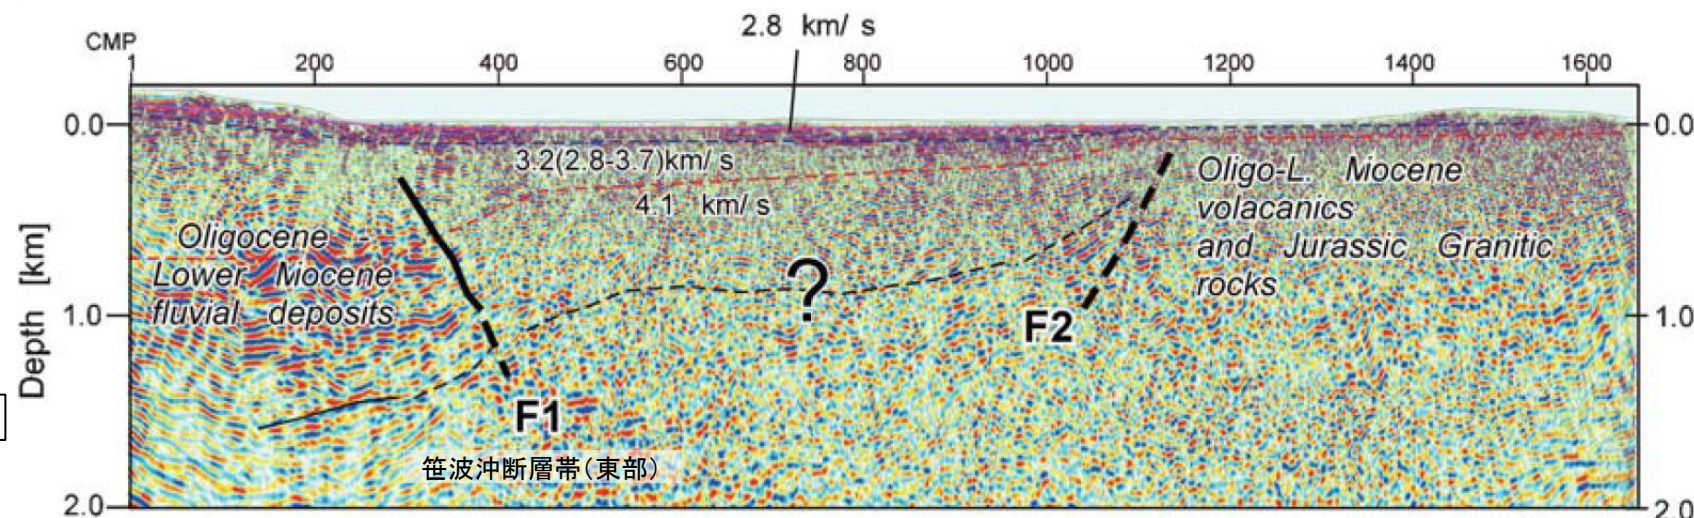 2.8 km/ s
CMP
1 200 400 600 800 1000 1200 1400 1600
0.0 0.0
3.2(2.8-3.7)km/ s
4.1 km/ s
Oligo-L. Miocene
volacanics
and Jurassic Granitic
rocks
Oligocene
Lower Miocene
fluvial deposits
?
Depth [km]
1.0 1.0
F2
F1
笹波沖断層帯(東部)
2.0 2.0